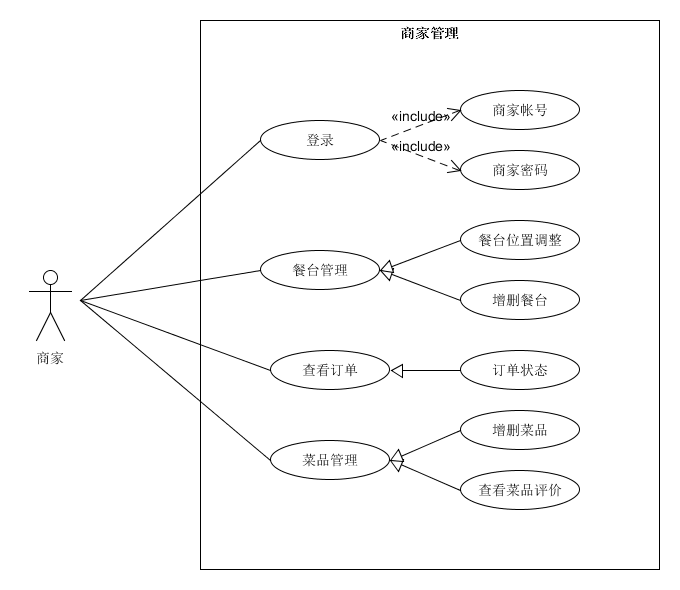 商家管理
«include»
商家帐号
登录
«include»
商家密码
餐台位置调整
餐台管理
增删餐台
商家
查看订单
订单状态
增删菜品
菜品管理
查看菜品评价